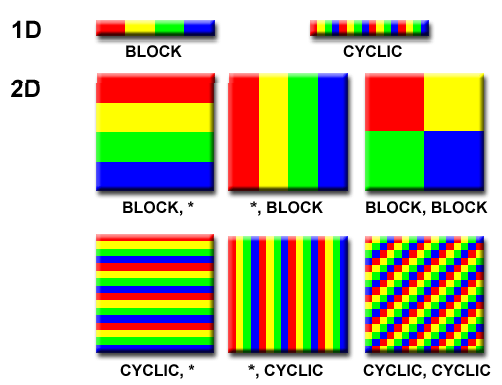 1D
BLOCK
CYCLIC
2D
BLOCK, *
*, BLOCK
BLOCK, BLOCK
CYCLIC, *
*, CYCLIC
CYCLIC, CYCLIC